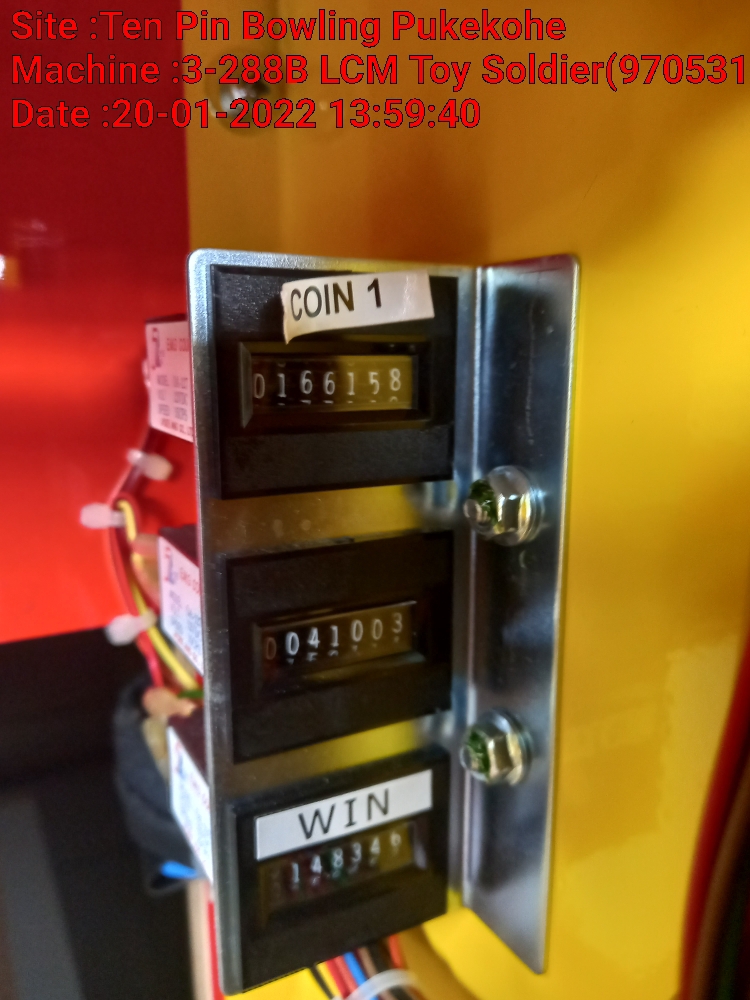 Site :Ten Pin Bowling Pukekohe
Machine :3-288B LCM Toy Soldier(970531
Date :20-01-2022 13:59:40
COIN 1
0166158
0041003
WIN
148346